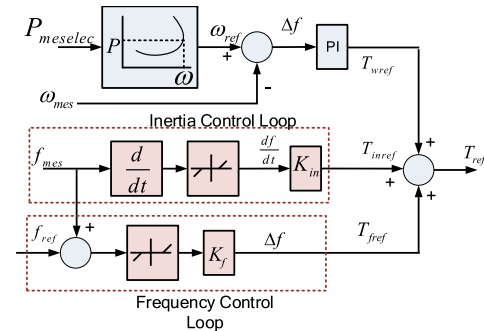 P_meselec
P
ω
ω_ref
+
Δf
PI
T_wref
ω_mes
-
Inertia Control Loop
+
f_mes
d/dt
df/dt
K_in
T_inref
+
T_ref
+
+
f_ref
K_f
Δf
T_fref
Frequency Control
Loop